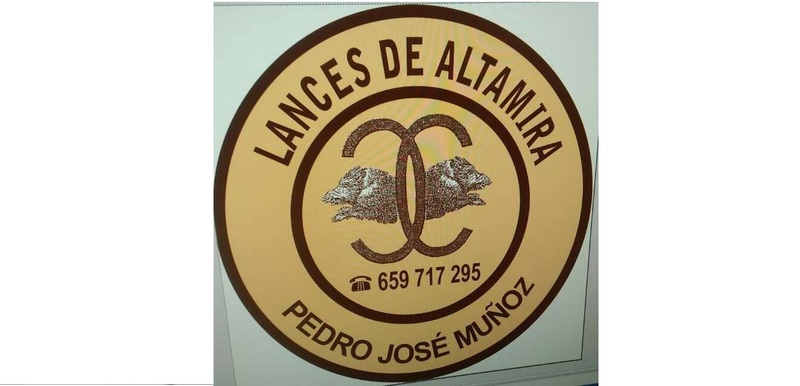 LANCES DE ALTAMIRA
☎ 659 717 295
PEDRO JOSÉ MUÑOZ